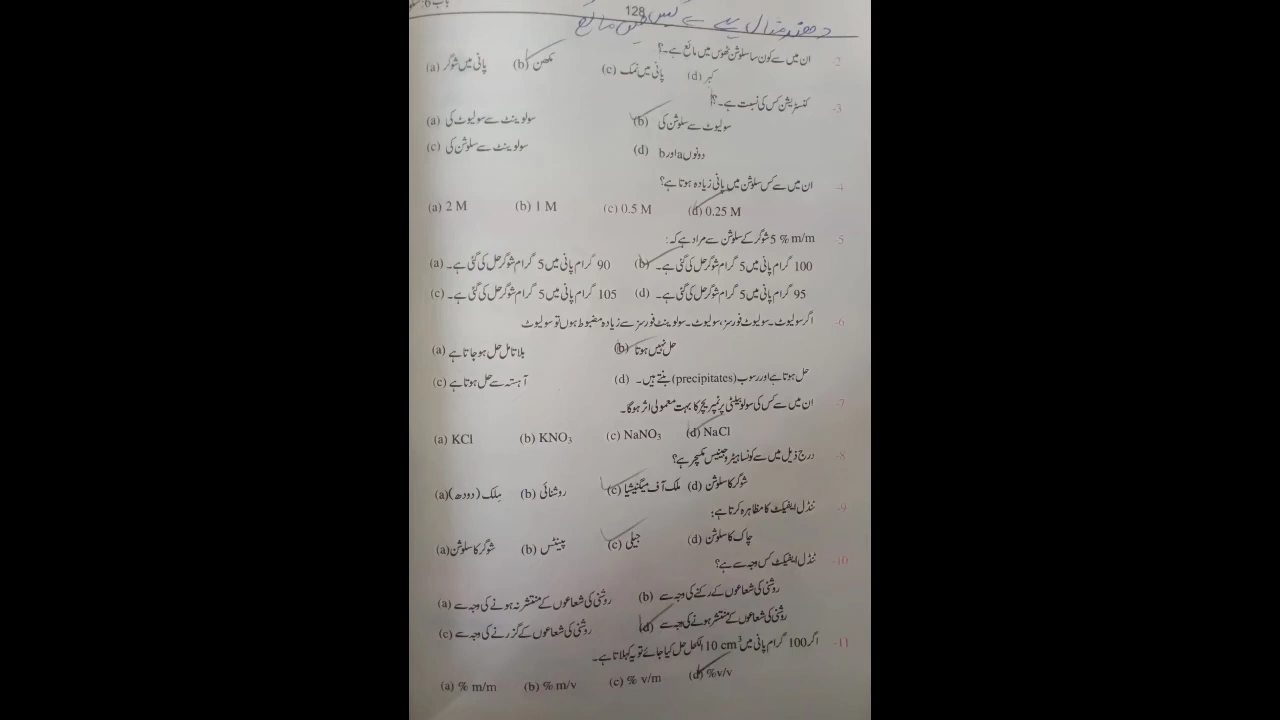 128
دھند مثال ہے گیس میں مائع
-2 ان میں سے کون سا سلوشن ٹھوس میں مائع ہے۔؟
(a) پانی میں شوگر (b) مکھن (c) پانی میں نمک (d) کہر
-3 کنسنٹریشن کس کی نسبت ہے۔؟
(a) سولوینٹ سے سولیوٹ کی (b) سولیوٹ سے سلوشن کی
(c) سولوینٹ سے سلوشن کی (d) دونوں a اور b
-4 ان میں سے کس سلوشن میں پانی زیادہ ہوتا ہے؟
(a) 2 M (b) 1 M (c) 0.5 M (d) 0.25 M
-5 5 % m/m شوگر کے سلوشن سے مراد ہے کہ:
(a) 90 گرام پانی میں 5 گرام شوگر حل کی گئی ہے۔ (b) 100 گرام پانی میں 5 گرام شوگر حل کی گئی ہے۔
(c) 105 گرام پانی میں 5 گرام شوگر حل کی گئی ہے۔ (d) 95 گرام پانی میں 5 گرام شوگر حل کی گئی ہے۔
-6 اگر سولیوٹ۔سولیوٹ فورسز، سولیوٹ۔سولوینٹ فورسز سے زیادہ مضبوط ہوں تو سولیوٹ
(a) بلا تامل حل ہو جاتا ہے (b) حل نہیں ہوتا
(c) آہستہ سے حل ہوتا ہے (d) حل ہوتا ہے اور رسوب (precipitates) بنتے ہیں۔
-7 ان میں سے کس کی سولوبیلٹی پر ٹمپریچر کا بہت معمولی اثر ہوگا۔
(a) KCl (b) KNO₃ (c) NaNO₃ (d) NaCl
-8 درج ذیل میں سے کونسا ہیٹروجینیس مکسچر ہے؟
(a) مِلک (دودھ) (b) روشنائی (c) ملک آف میگنیشیا (d) شوگر کا سلوشن
-9 ٹنڈل ایفیکٹ کا مظاہرہ کرتا ہے:
(a) شوگر کا سلوشن (b) پینٹس (c) جیلی (d) چاک کا سلوشن
-10 ٹنڈل ایفیکٹ کس وجہ سے ہے؟
(a) روشنی کی شعاعوں کے منتشر نہ ہونے کی وجہ سے (b) روشنی کی شعاعوں کے رکنے کی وجہ سے
(c) روشنی کی شعاعوں کے گزرنے کی وجہ سے (d) روشنی کی شعاعوں کے منتشر ہونے کی وجہ سے
-11 اگر 100 گرام پانی میں 10 cm³ الکحل حل کیا جائے تو یہ کہلاتا ہے۔
(a) % m/m (b) % m/v (c) % v/m (d) %v/v